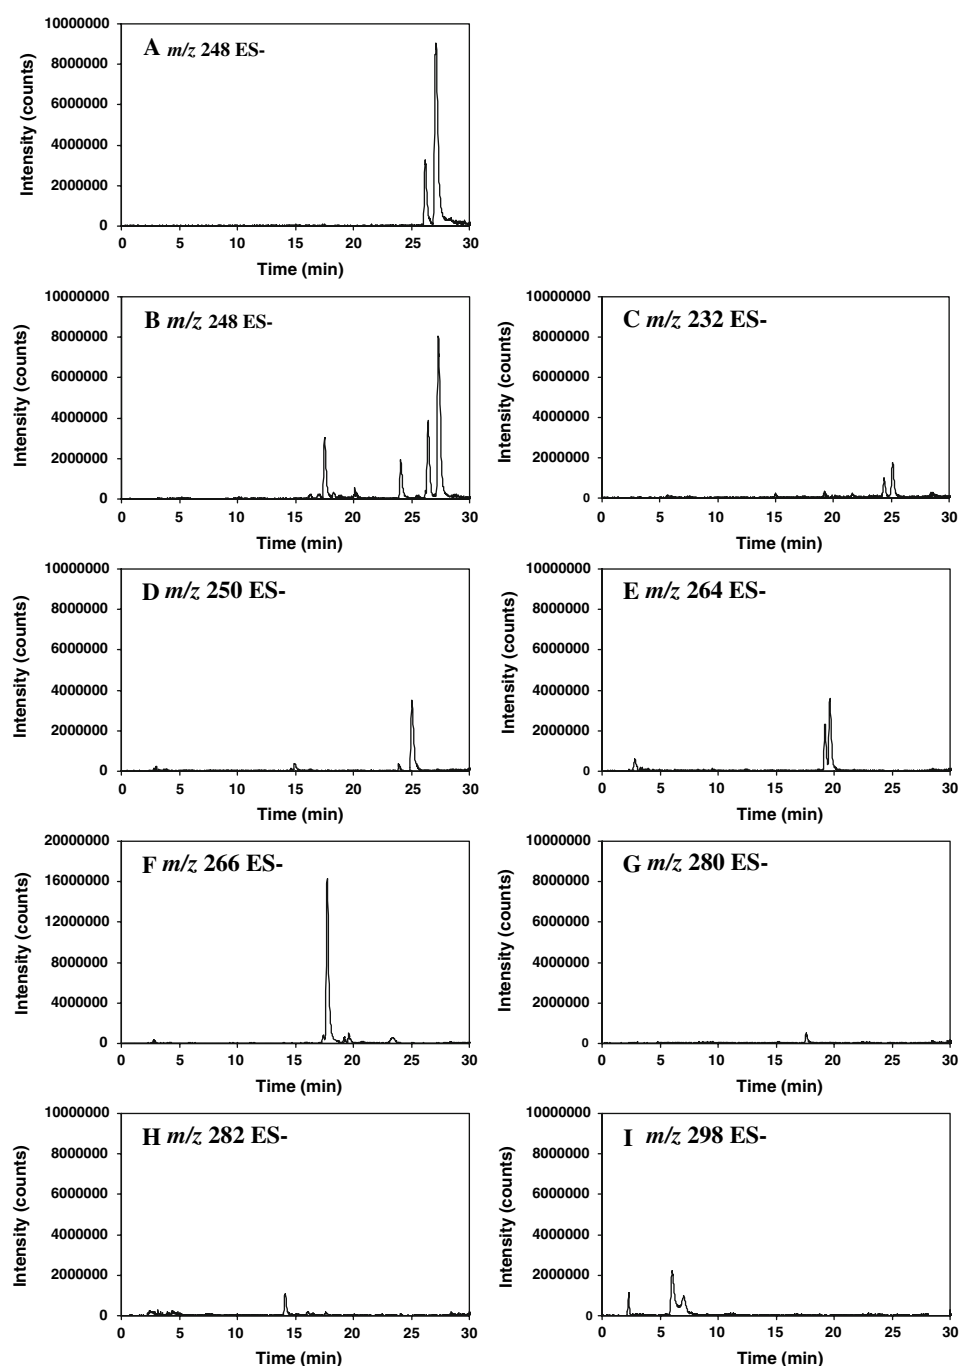 A m/z 248 ES-
Intensity (counts)
10000000
8000000
6000000
4000000
2000000
0
0 5 10 15 20 25 30
Time (min)
B m/z 248 ES-
Intensity (counts)
10000000
8000000
6000000
4000000
2000000
0
0 5 10 15 20 25 30
Time (min)
C m/z 232 ES-
Intensity (counts)
10000000
8000000
6000000
4000000
2000000
0
0 5 10 15 20 25 30
Time (min)
D m/z 250 ES-
Intensity (counts)
10000000
8000000
6000000
4000000
2000000
0
0 5 10 15 20 25 30
Time (min)
E m/z 264 ES-
Intensity (counts)
10000000
8000000
6000000
4000000
2000000
0
0 5 10 15 20 25 30
Time (min)
F m/z 266 ES-
Intensity (counts)
20000000
16000000
12000000
8000000
4000000
0
0 5 10 15 20 25 30
Time (min)
G m/z 280 ES-
Intensity (counts)
10000000
8000000
6000000
4000000
2000000
0
0 5 10 15 20 25 30
Time (min)
H m/z 282 ES-
Intensity (counts)
10000000
8000000
6000000
4000000
2000000
0
0 5 10 15 20 25 30
Time (min)
I m/z 298 ES-
Intensity (counts)
10000000
8000000
6000000
4000000
2000000
0
0 5 10 15 20 25 30
Time (min)